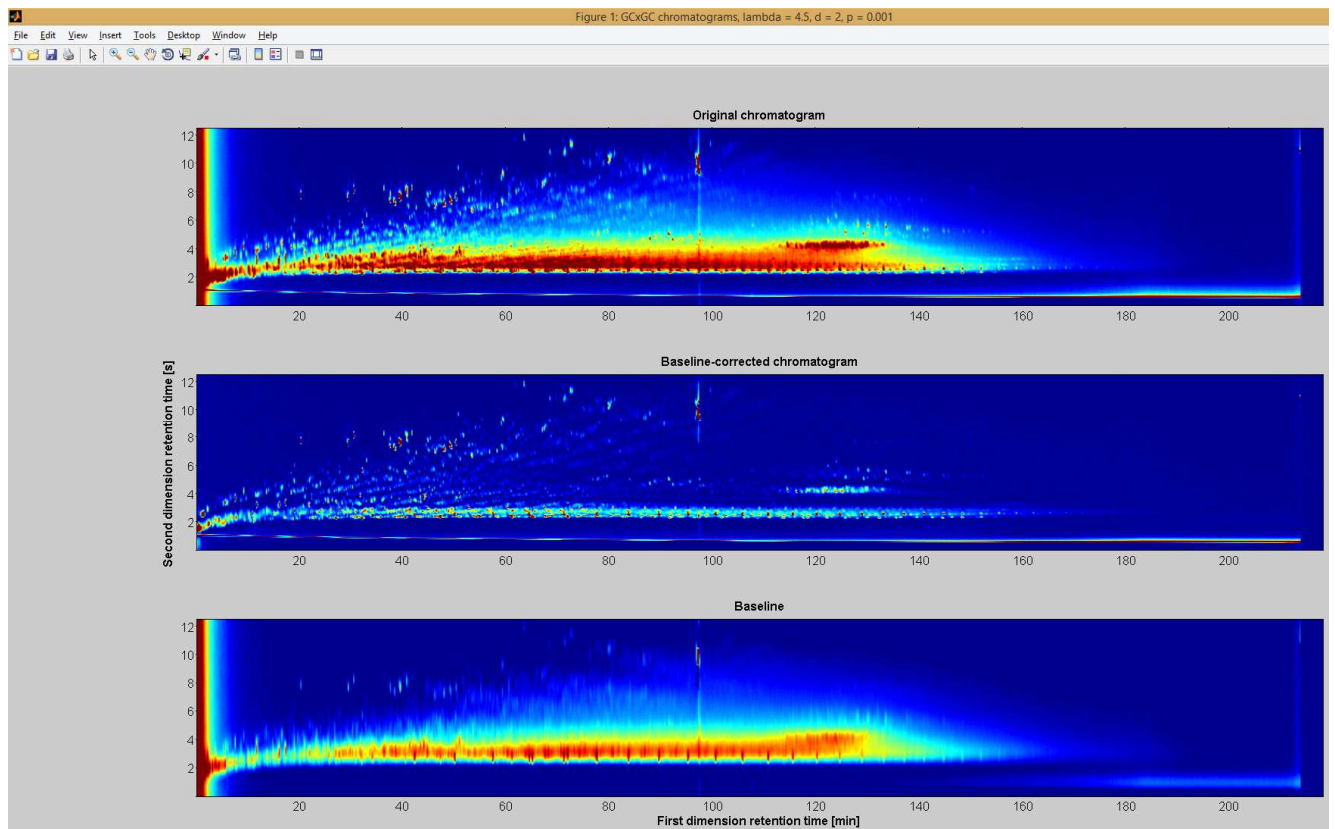 Figure 1: GCxGC chromatograms, lambda = 4.5, d = 2, p = 0.001
File Edit View Insert Tools Desktop Window Help
Original chromatogram
12
10
8
6
4
2
20 40 60 80 100 120 140 160 180 200
Baseline-corrected chromatogram
Second dimension retention time [s]
12
10
8
6
4
2
20 40 60 80 100 120 140 160 180 200
Baseline
12
10
8
6
4
2
20 40 60 80 100 120 140 160 180 200
First dimension retention time [min]